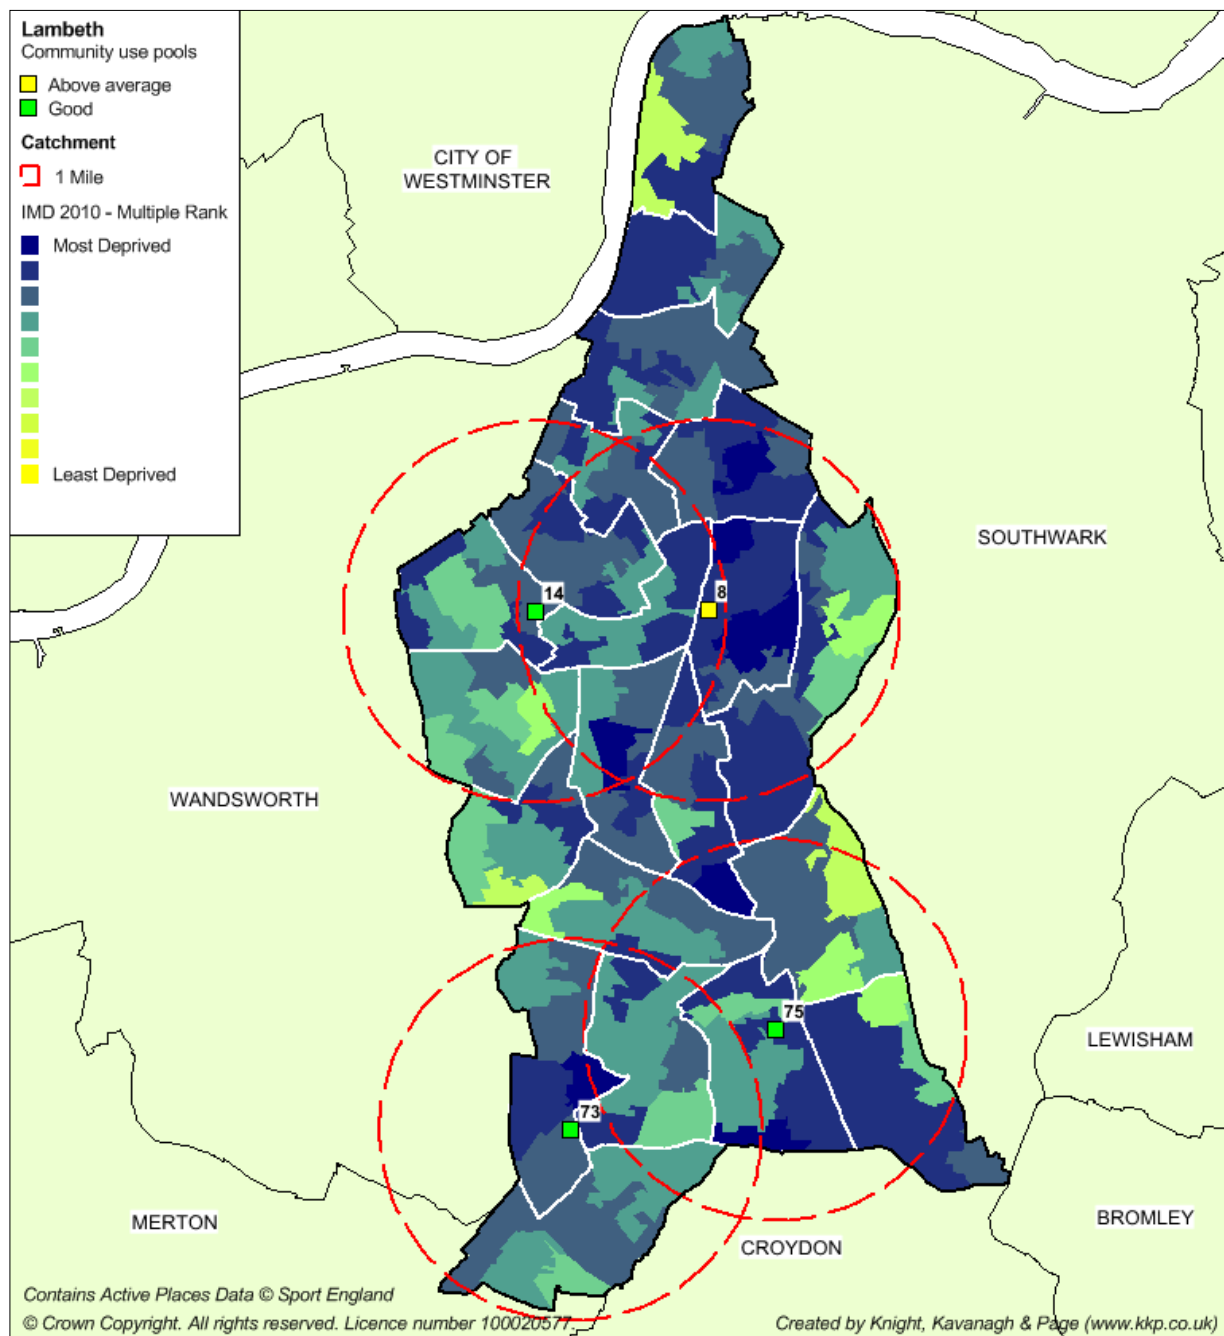 Lambeth
Community use pools
Above average
Good
Catchment
1 Mile
IMD 2010 - Multiple Rank
Most Deprived
Least Deprived
CITY OF
WESTMINSTER
SOUTHWARK
14
8
WANDSWORTH
75
LEWISHAM
73
MERTON
BROMLEY
CROYDON
Contains Active Places Data © Sport England
© Crown Copyright. All rights reserved. Licence number 100020577.
Created by Knight, Kavanagh & Page (www.kkp.co.uk)